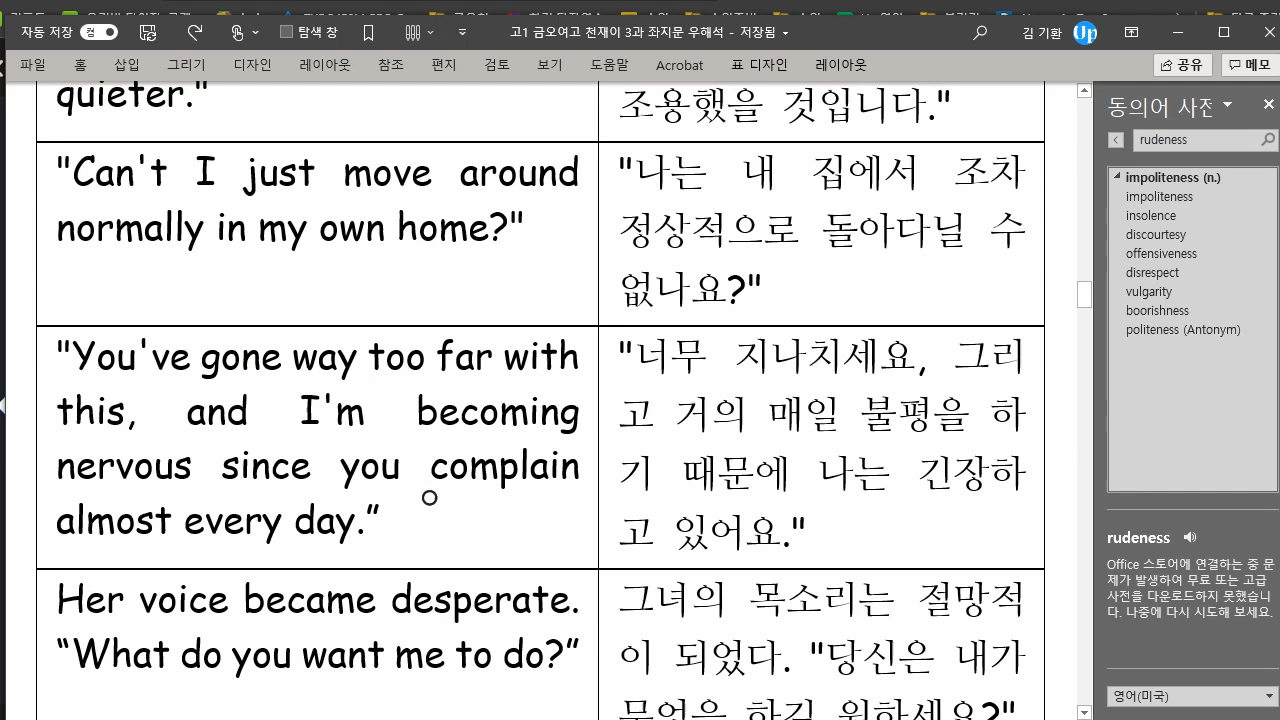 자동 저장
컴
탐색 창
고1 금오여고 천재이 3과 좌지문 우해석 - 저장됨
김 기환
Up
파일 홈 삽입 그리기 디자인 레이아웃 참조 편지 검토 보기 도움말 Acrobat 표 디자인 레이아웃
공유
메모
quieter."
조용했을 것입니다."
"Can't I just move around
normally in my own home?"
"나는 내 집에서 조차
정상적으로 돌아다닐 수
없나요?"
"You've gone way too far with
this, and I'm becoming
nervous since you complain
almost every day.”
"너무 지나치세요, 그리
고 거의 매일 불평을 하
기 때문에 나는 긴장하
고 있어요."
Her voice became desperate.
“What do you want me to do?”
그녀의 목소리는 절망적
이 되었다. "당신은 내가
무엇을 하길 원하세요?"
동의어 사전
rudeness
impoliteness (n.)
impoliteness
insolence
discourtesy
offensiveness
disrespect
vulgarity
boorishness
politeness (Antonym)
rudeness
Office 스토어에 연결하는 중 문
제가 발생하여 무료 또는 고급
사전을 다운로드하지 못했습니
다. 나중에 다시 시도해 보세요.
영어(미국)